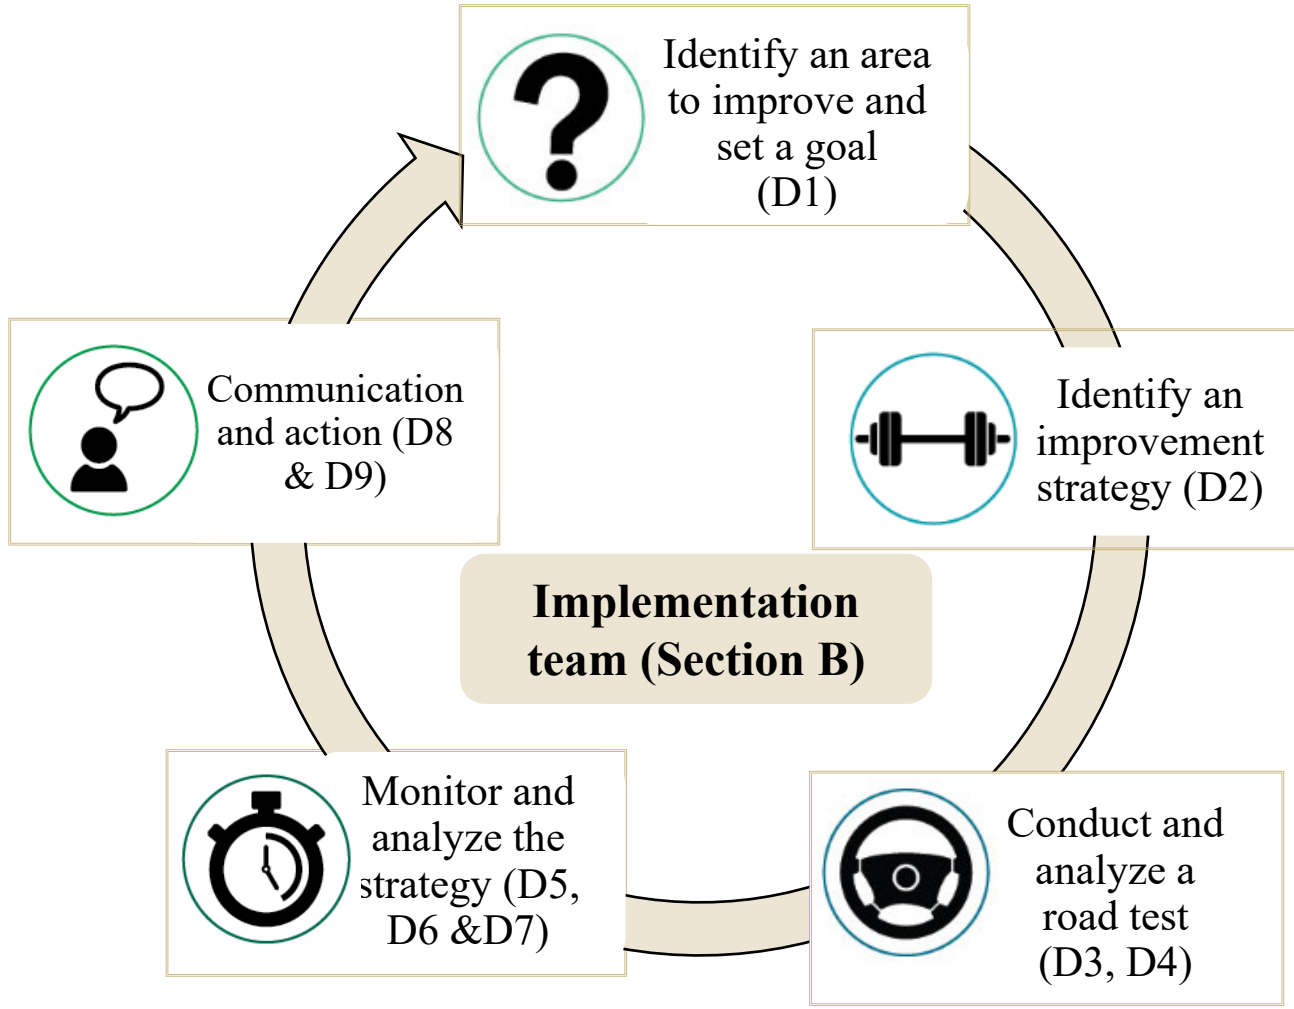 Identify an area
to improve and
set a goal
(D1)
Identify an
improvement
strategy (D2)
Conduct and
analyze a
road test
(D3, D4)
Monitor and
analyze the
strategy (D5,
D6 &D7)
Communication
and action (D8
& D9)
Implementation
team (Section B)